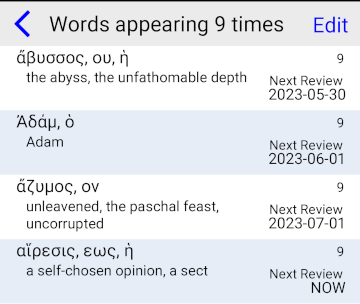 Words appearing 9 times Edit
ἄβυσσος, ου, ἡ 9
the abyss, the unfathomable depth
Next Review
2023-05-30
Ἀδάμ, ὁ 9
Adam
Next Review
2023-06-01
ἄζυμος, ον 9
unleavened, the paschal feast,
uncorrupted
Next Review
2023-07-01
αἵρεσις, εως, ἡ 9
a self-chosen opinion, a sect
Next Review
NOW